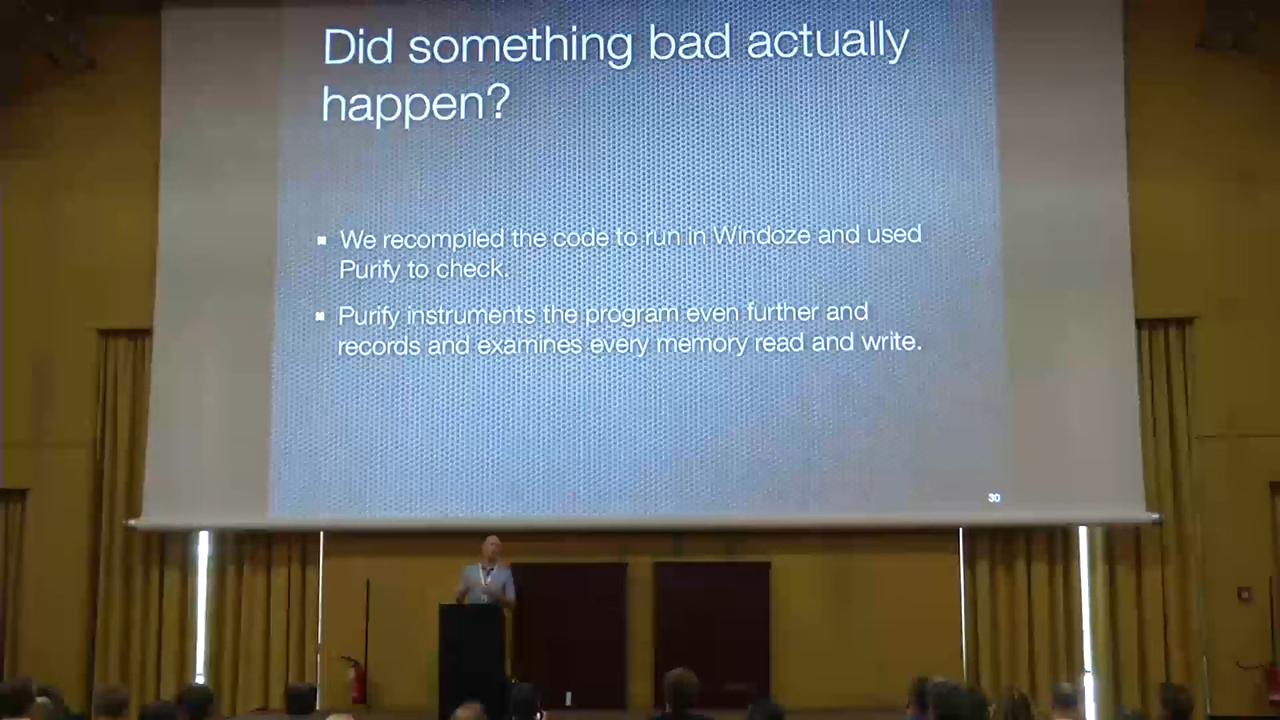 Did something bad actually
happen?
We recompiled the code to run in Windoze and used
Purify to check.
Purify instruments the program even further and
records and examines every memory read and write.
30